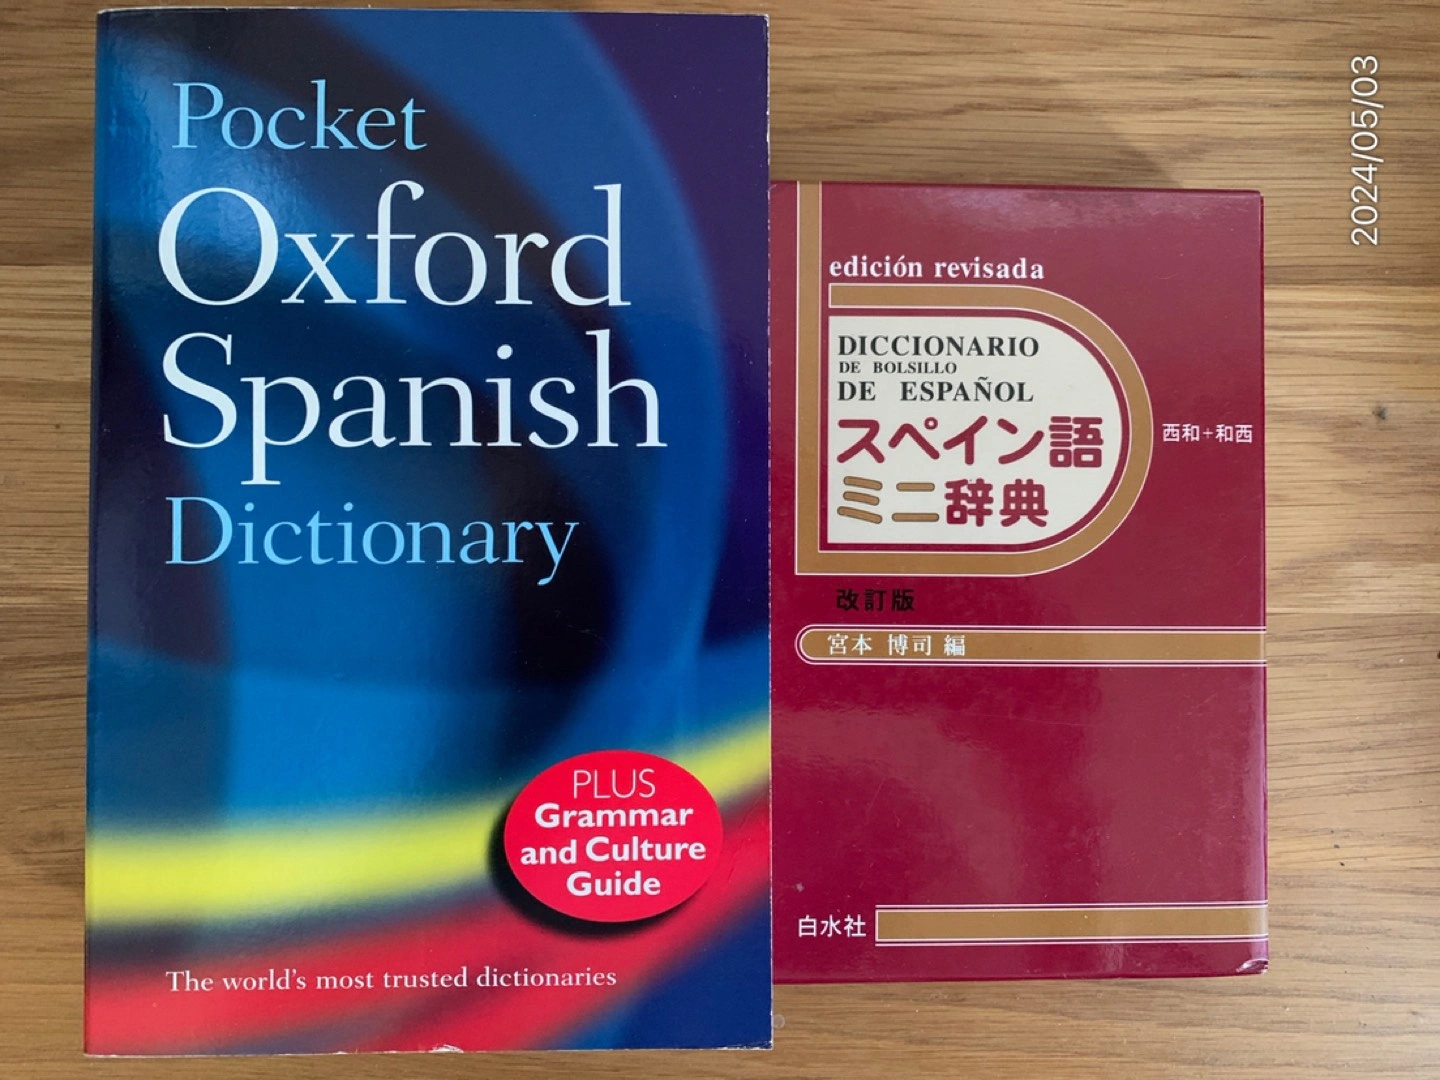 Pocket
Oxford
Spanish
Dictionary
PLUS
Grammar
and Culture
Guide
The world's most trusted dictionaries
edición revisada
DICCIONARIO
DE BOLSILLO
DE ESPAÑOL
スペイン語
ミニ辞典
西和+和西
改訂版
宮本 博司 編
白水社
2024/05/03